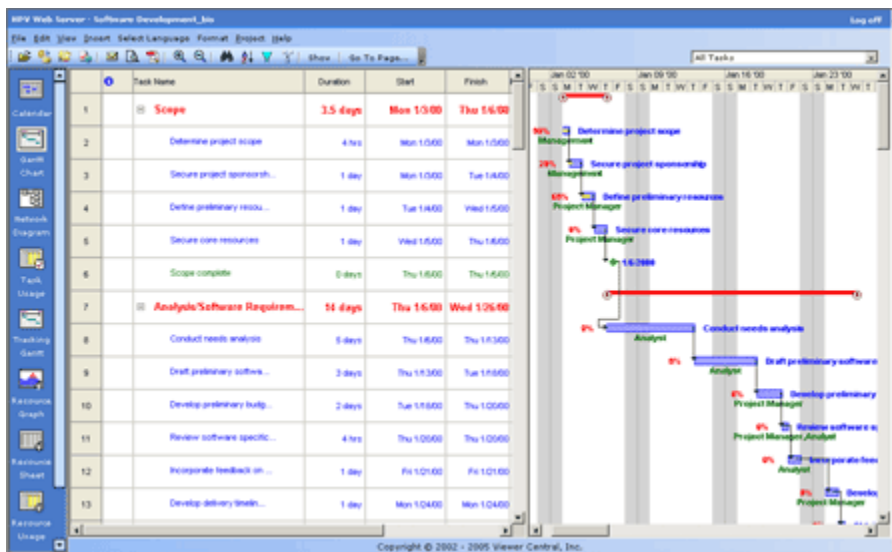 MPV Web Server - Software Development_bio
Log off
File Edit View Insert Select Language Format Project Help
Show
Go To Page...
All Tasks
Calendar
Gantt Chart
Network Diagram
Task Usage
Tracking Gantt
Resource Graph
Resource Sheet
Resource Usage
Task Name Duration Start Finish
1 Scope 3.5 days Mon 1/3/00 Thu 1/6/00
2 Determine project scope 4 hrs Mon 1/3/00 Mon 1/3/00
3 Secure project sponsorsh... 1 day Mon 1/3/00 Tue 1/4/00
4 Define preliminary resou... 1 day Tue 1/4/00 Wed 1/5/00
5 Secure core resources 1 day Wed 1/5/00 Thu 1/6/00
6 Scope complete 0 days Thu 1/6/00 Thu 1/6/00
7 Analysis/Software Requirem... 14 days Thu 1/6/00 Wed 1/26/00
8 Conduct needs analysis 5 days Thu 1/6/00 Thu 1/13/00
9 Draft preliminary softwa... 3 days Thu 1/13/00 Tue 1/18/00
10 Develop preliminary budg... 2 days Tue 1/18/00 Thu 1/20/00
11 Review software specific... 4 hrs Thu 1/20/00 Thu 1/20/00
12 Incorporate feedback on ... 1 day Fri 1/21/00 Fri 1/21/00
13 Develop delivery timelin... 1 day Mon 1/24/00 Mon 1/24/00
Jan 02 '00 Jan 09 '00 Jan 16 '00 Jan 23 '00
S S M T W T F S S M T W T F S S M T W T F S S M T W T F
Determine project scope
Management
Secure project sponsorship
Management
Define preliminary resources
Project Manager
0% Secure core resources
Project Manager
1/6/2000
0% Conduct needs analysis
Analyst
0% Draft preliminary software
Analyst
0% Develop preliminary
Project Manager
0% Review software s
Project Manager,Analyst
0% Incorporate feed
Analyst
0% Develo
Project Manager
Copyright © 2002 - 2005 Viewer Central, Inc.